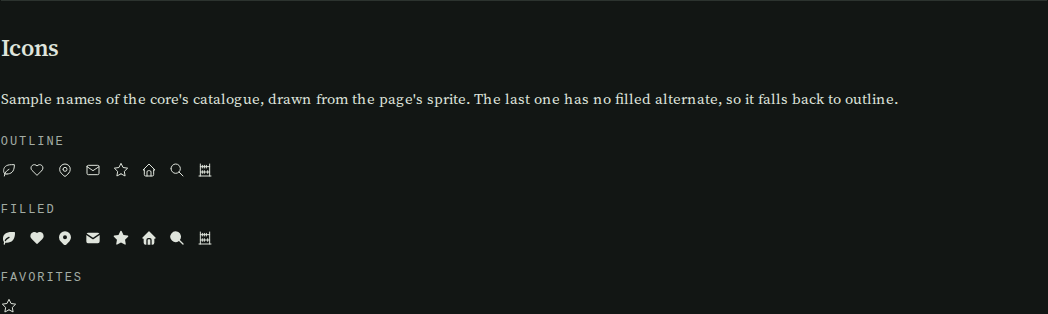 Icons
Sample names of the core's catalogue, drawn from the page's sprite. The last one has no filled alternate, so it falls back to outline.
OUTLINE
FILLED
FAVORITES